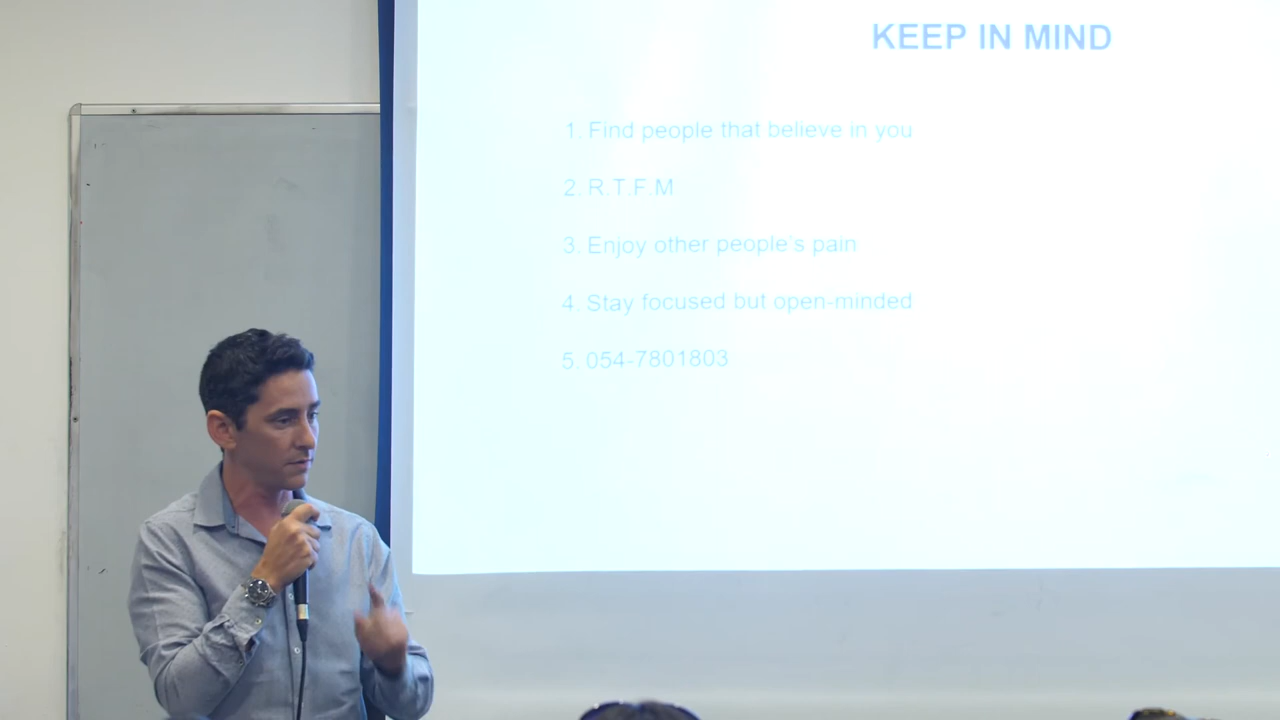 KEEP IN MIND
1. Find people that believe in you
2. R.T.F.M
3. Enjoy other people's pain
4. Stay focused but open-minded
5. 054-7801803